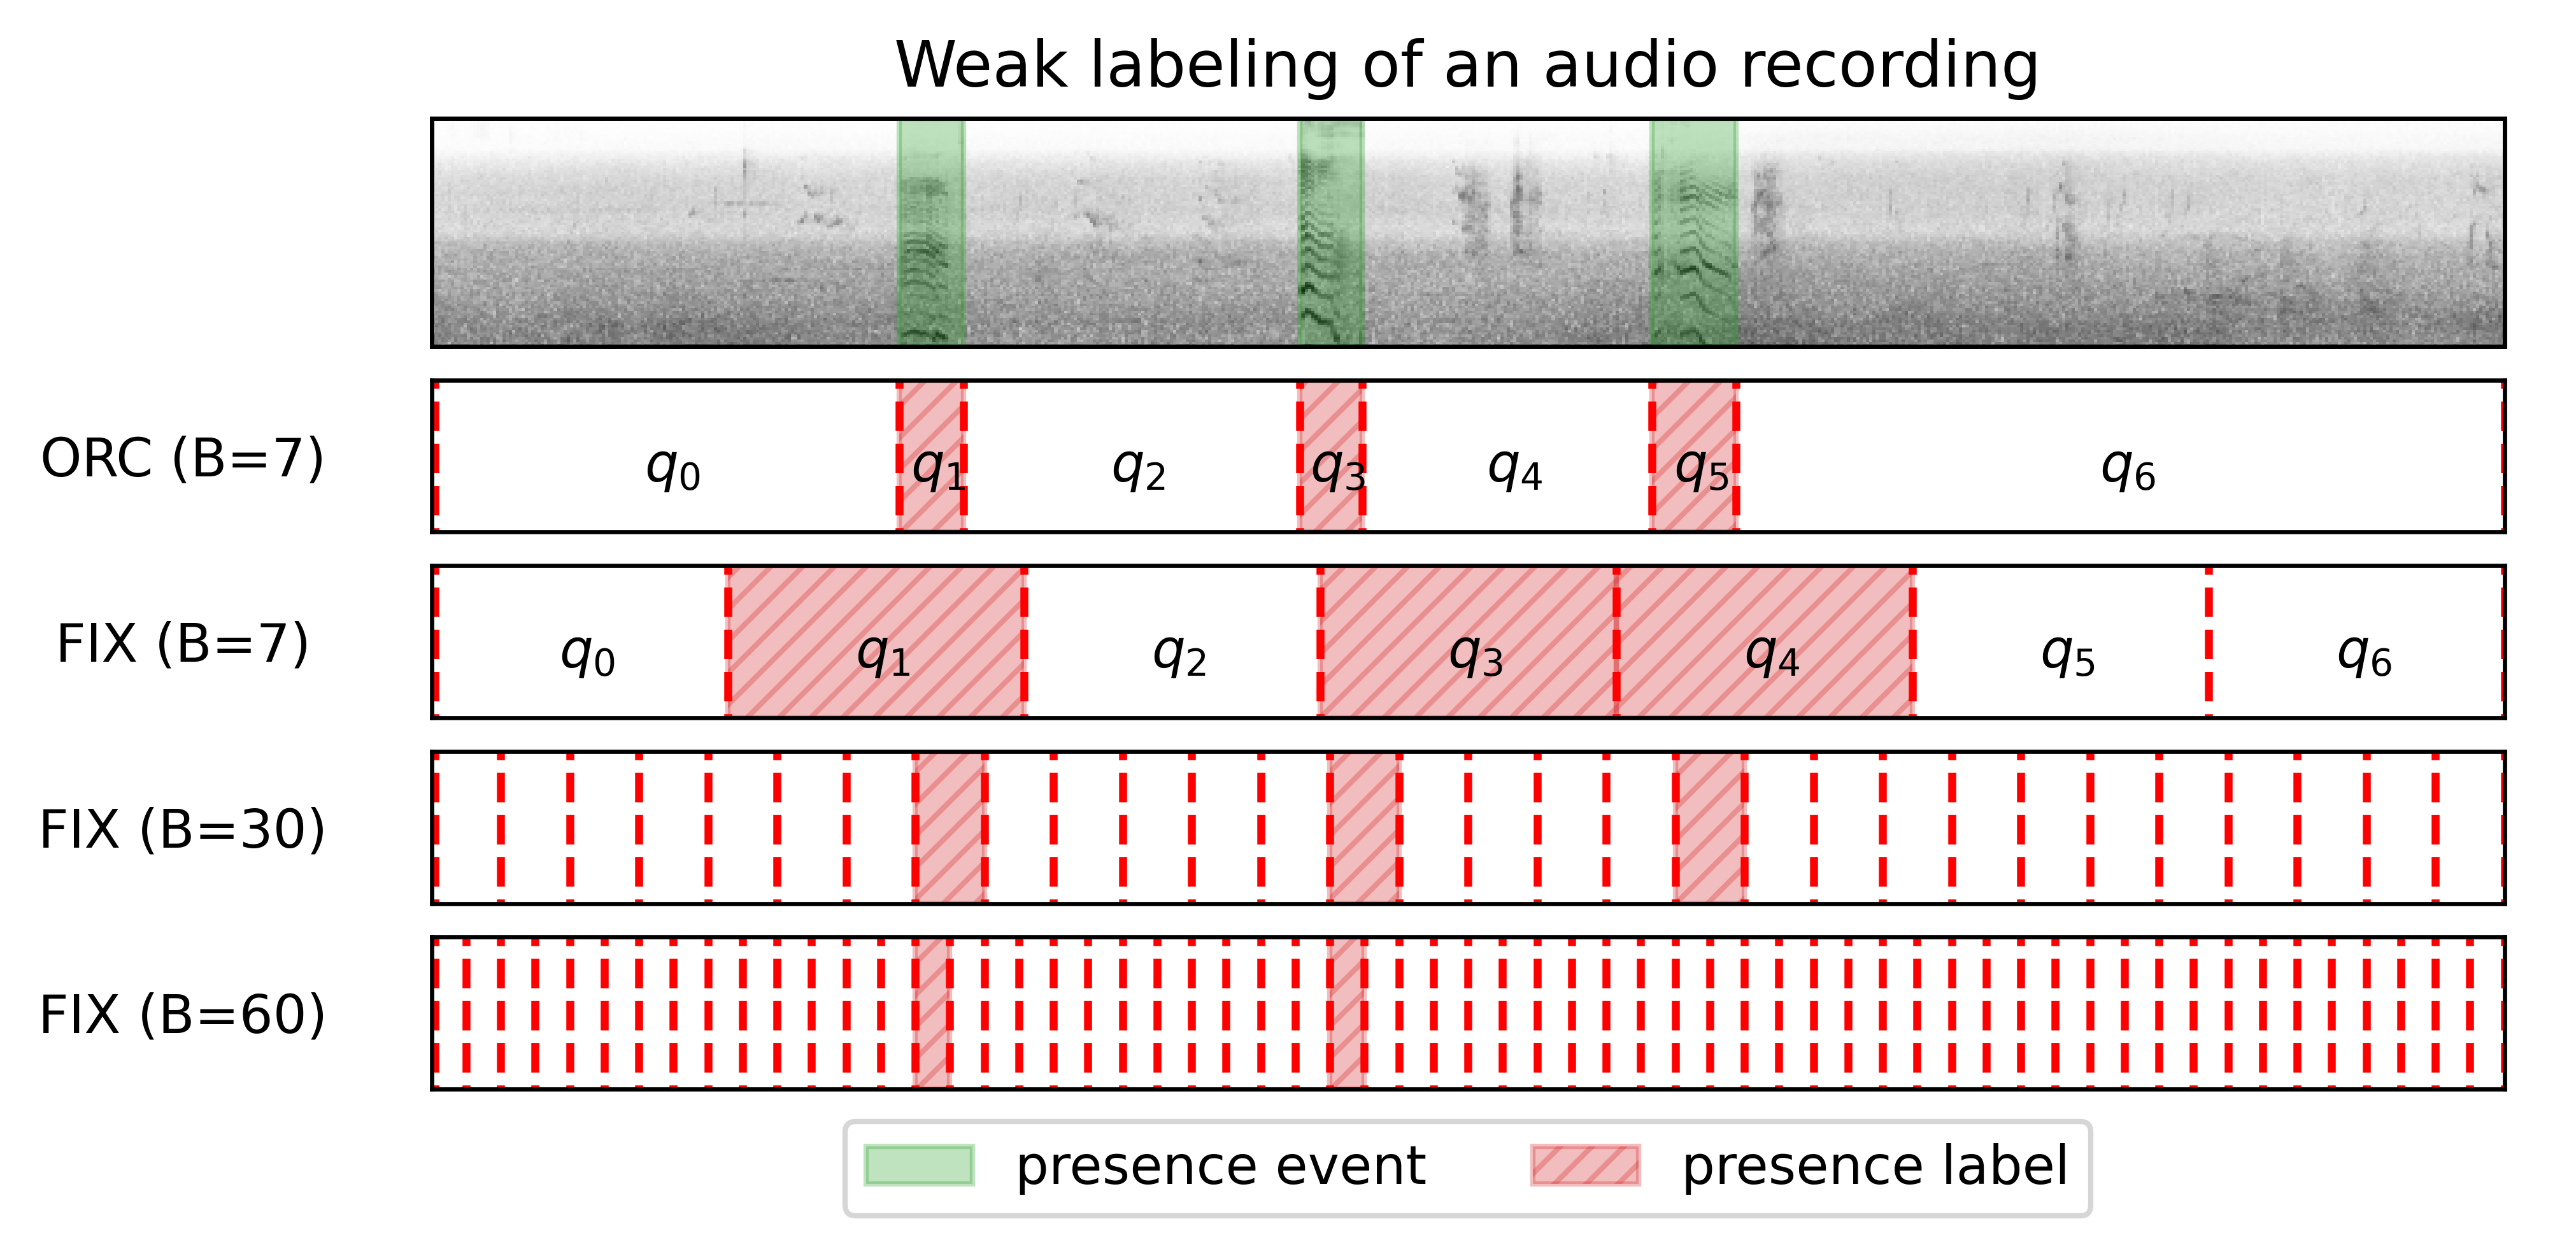 Weak labeling of an audio recording
ORC (B=7)
q₀ q₁ q₂ q₃ q₄ q₅ q₆
FIX (B=7)
q₀ q₁ q₂ q₃ q₄ q₅ q₆
FIX (B=30)
FIX (B=60)
presence event presence label